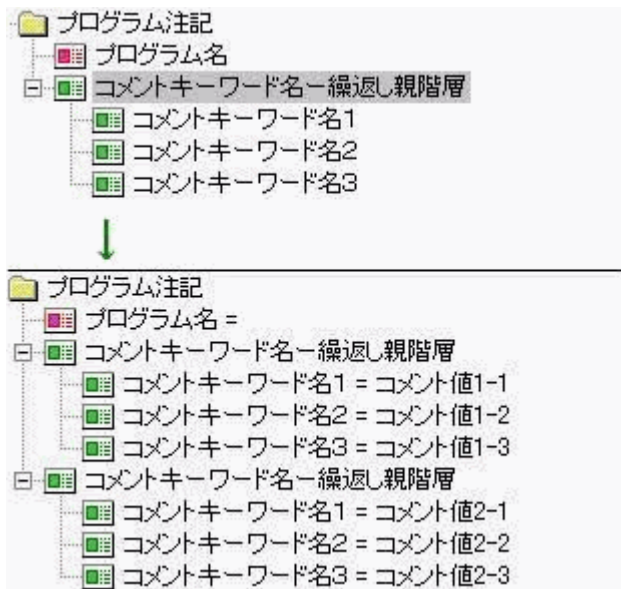 プログラム注記
プログラム名
コメントキーワード名ー繰返し親階層
コメントキーワード名1
コメントキーワード名2
コメントキーワード名3
↓
プログラム注記
プログラム名 =
コメントキーワード名ー繰返し親階層
コメントキーワード名1 = コメント値1-1
コメントキーワード名2 = コメント値1-2
コメントキーワード名3 = コメント値1-3
コメントキーワード名ー繰返し親階層
コメントキーワード名1 = コメント値2-1
コメントキーワード名2 = コメント値2-2
コメントキーワード名3 = コメント値2-3